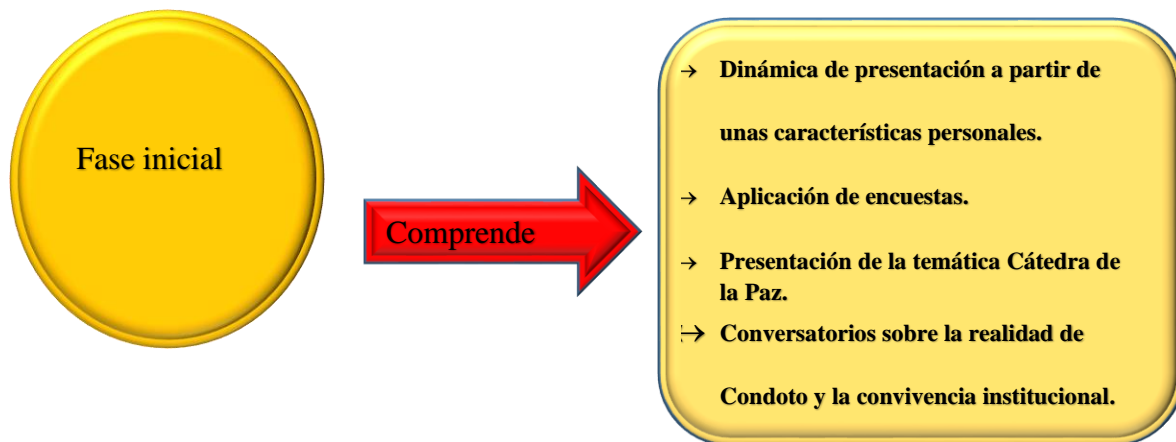 Fase inicial
Comprende
→ Dinámica de presentación a partir de
unas características personales.
→ Aplicación de encuestas.
→ Presentación de la temática Cátedra de
la Paz.
→ Conversatorios sobre la realidad de
Condoto y la convivencia institucional.